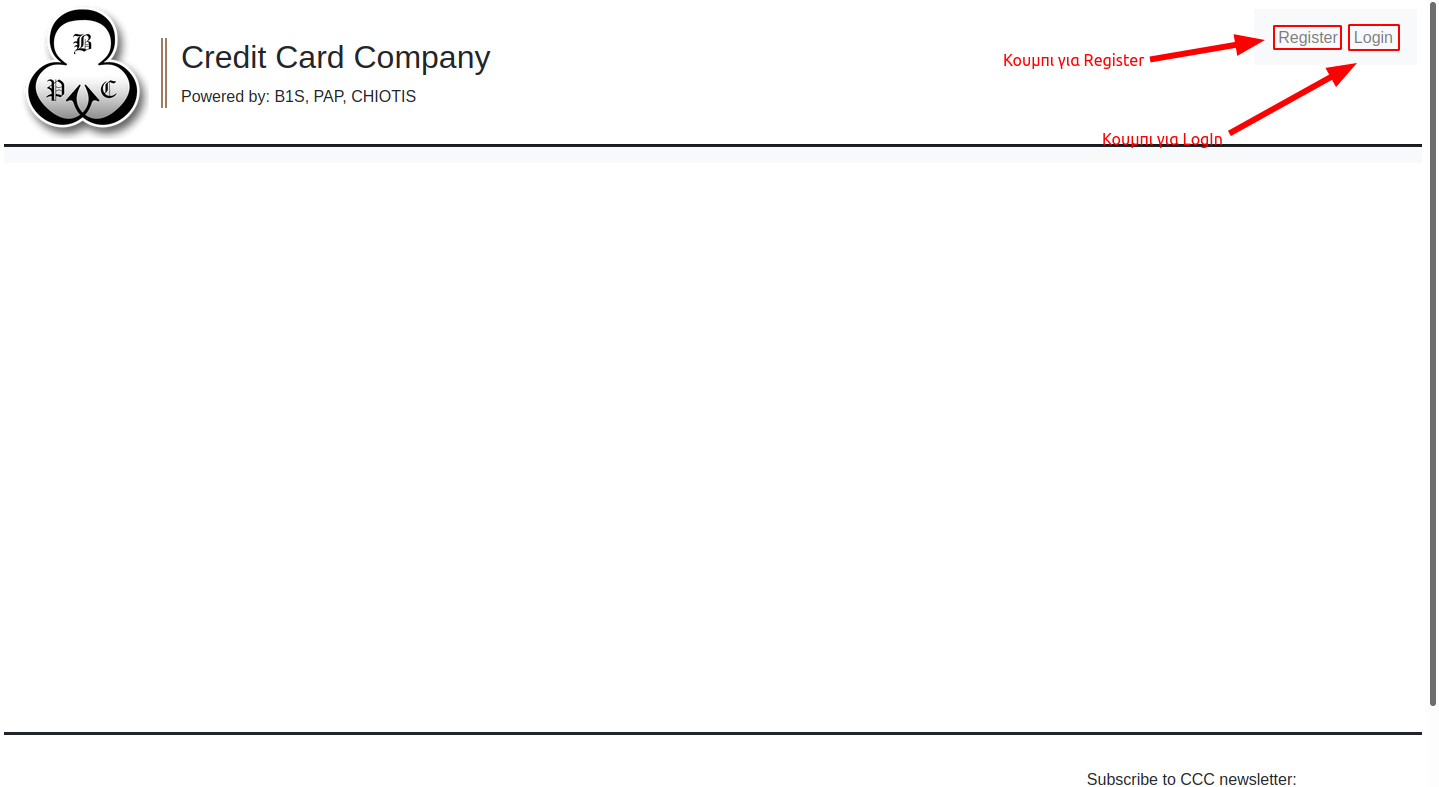 B
P C
Credit Card Company
Powered by: B1S, PAP, CHIOTIS
Register Login
Κουμπι για Register
Κουμπι για LogIn
Subscribe to CCC newsletter: